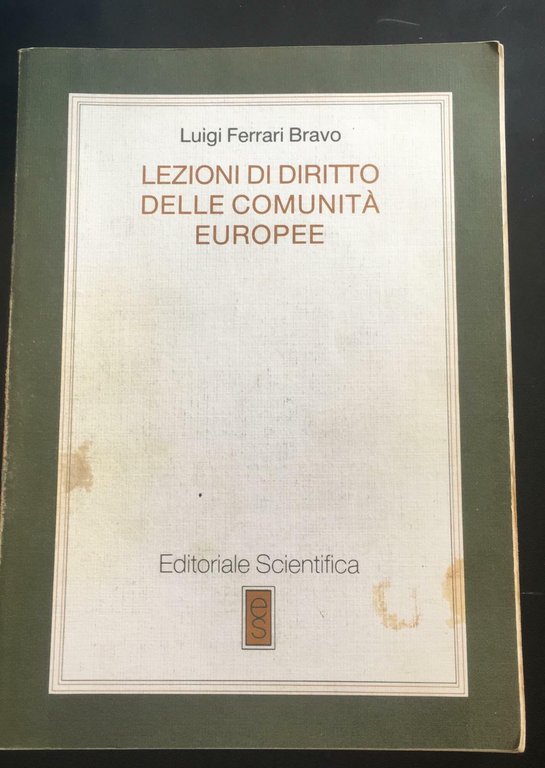 Luigi Ferrari Bravo
LEZIONI DI DIRITTO
DELLE COMUNITÀ
EUROPEE
Editoriale Scientifica